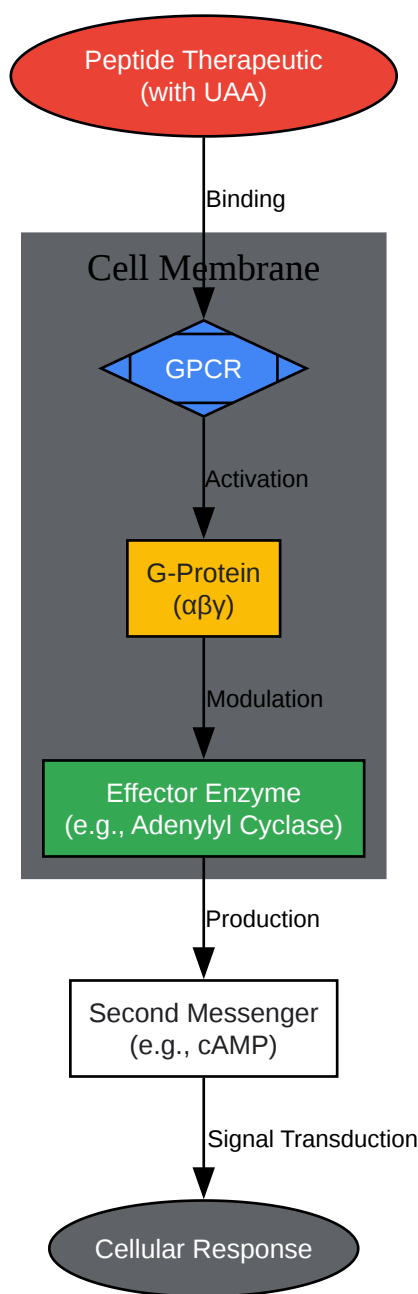 Peptide Therapeutic
(with UAA)
Binding
Cell Membrane
GPCR
Activation
G-Protein
(αβγ)
Modulation
Effector Enzyme
(e.g., Adenylyl Cyclase)
Production
Second Messenger
(e.g., cAMP)
Signal Transduction
Cellular Response